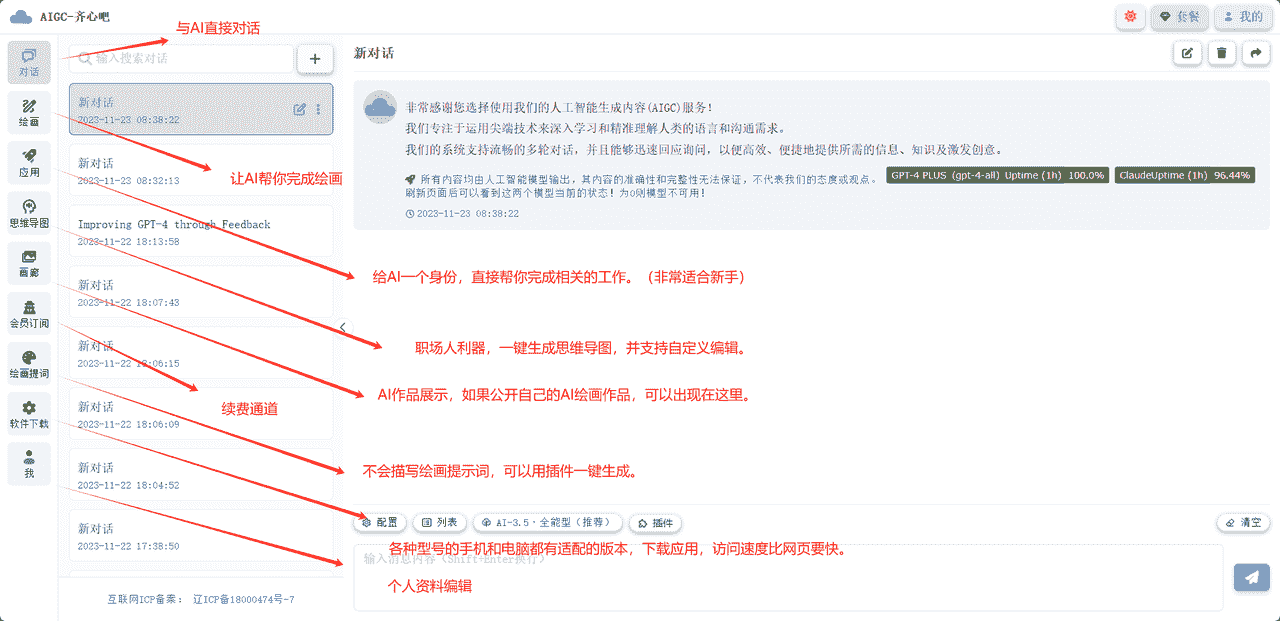 AIGC-齐心吧
套餐
我的
与AI直接对话
对话
绘画
应用
思维导图
画廊
会员订阅
绘画提词
软件下载
我
输入搜索对话
新对话
2023-11-23 08:38:22
新对话
2023-11-23 08:32:13
让AI帮你完成绘画
Improving GPT-4 through Feedback
2023-11-22 18:13:58
新对话
2023-11-22 18:07:43
新对话
2023-11-22 18:06:15
新对话
2023-11-22 18:06:09
续费通道
新对话
2023-11-22 18:04:52
新对话
2023-11-22 17:38:50
互联网ICP备案： 辽ICP备18000474号-7
新对话
非常感谢您选择使用我们的人工智能生成内容(AIGC)服务！
我们专注于运用尖端技术来深入学习和精准理解人类的语言和沟通需求。
我们的系统支持流畅的多轮对话，并且能够迅速回应询问，以便高效、便捷地提供所需的信息、知识及激发创意。
所有内容均由人工智能模型输出，其内容的准确性和完整性无法保证，不代表我们的态度或观点。 GPT-4 PLUS (gpt-4-all) Uptime (1h) 100.0% ClaudeUptime (1h) 96.44%
刷新页面后可以看到这两个模型当前的状态！为0则模型不可用！
2023-11-23 08:38:22
给AI一个身份，直接帮你完成相关的工作。（非常适合新手）
职场人利器，一键生成思维导图，并支持自定义编辑。
AI作品展示，如果公开自己的AI绘画作品，可以出现在这里。
不会描写绘画提示词，可以用插件一键生成。
配置
列表
AI-3.5·全能型（推荐）
插件
清空
各种型号的手机和电脑都有适配的版本，下载应用，访问速度比网页要快。
输入消息内容（Shift+Enter换行）
个人资料编辑